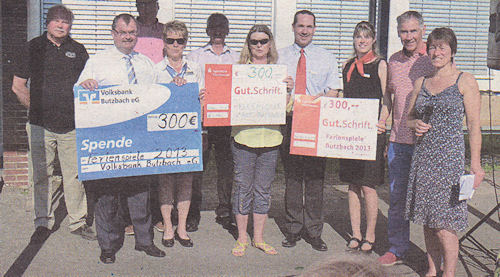 Volksbank
Butzbach eG
300€
Spende
Ferienspiele 2013
Volksbank Butzbach eG
300,-
Gut.Schrift.
300,--
Gut.Schrift.
Ferienspiele
Butzbach 2013